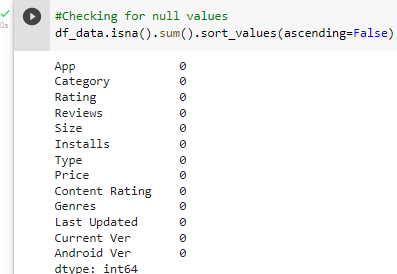 #Checking for null values
df_data.isna().sum().sort_values(ascending=False)
0s
App 0
Category 0
Rating 0
Reviews 0
Size 0
Installs 0
Type 0
Price 0
Content Rating 0
Genres 0
Last Updated 0
Current Ver 0
Android Ver 0
dtype: int64